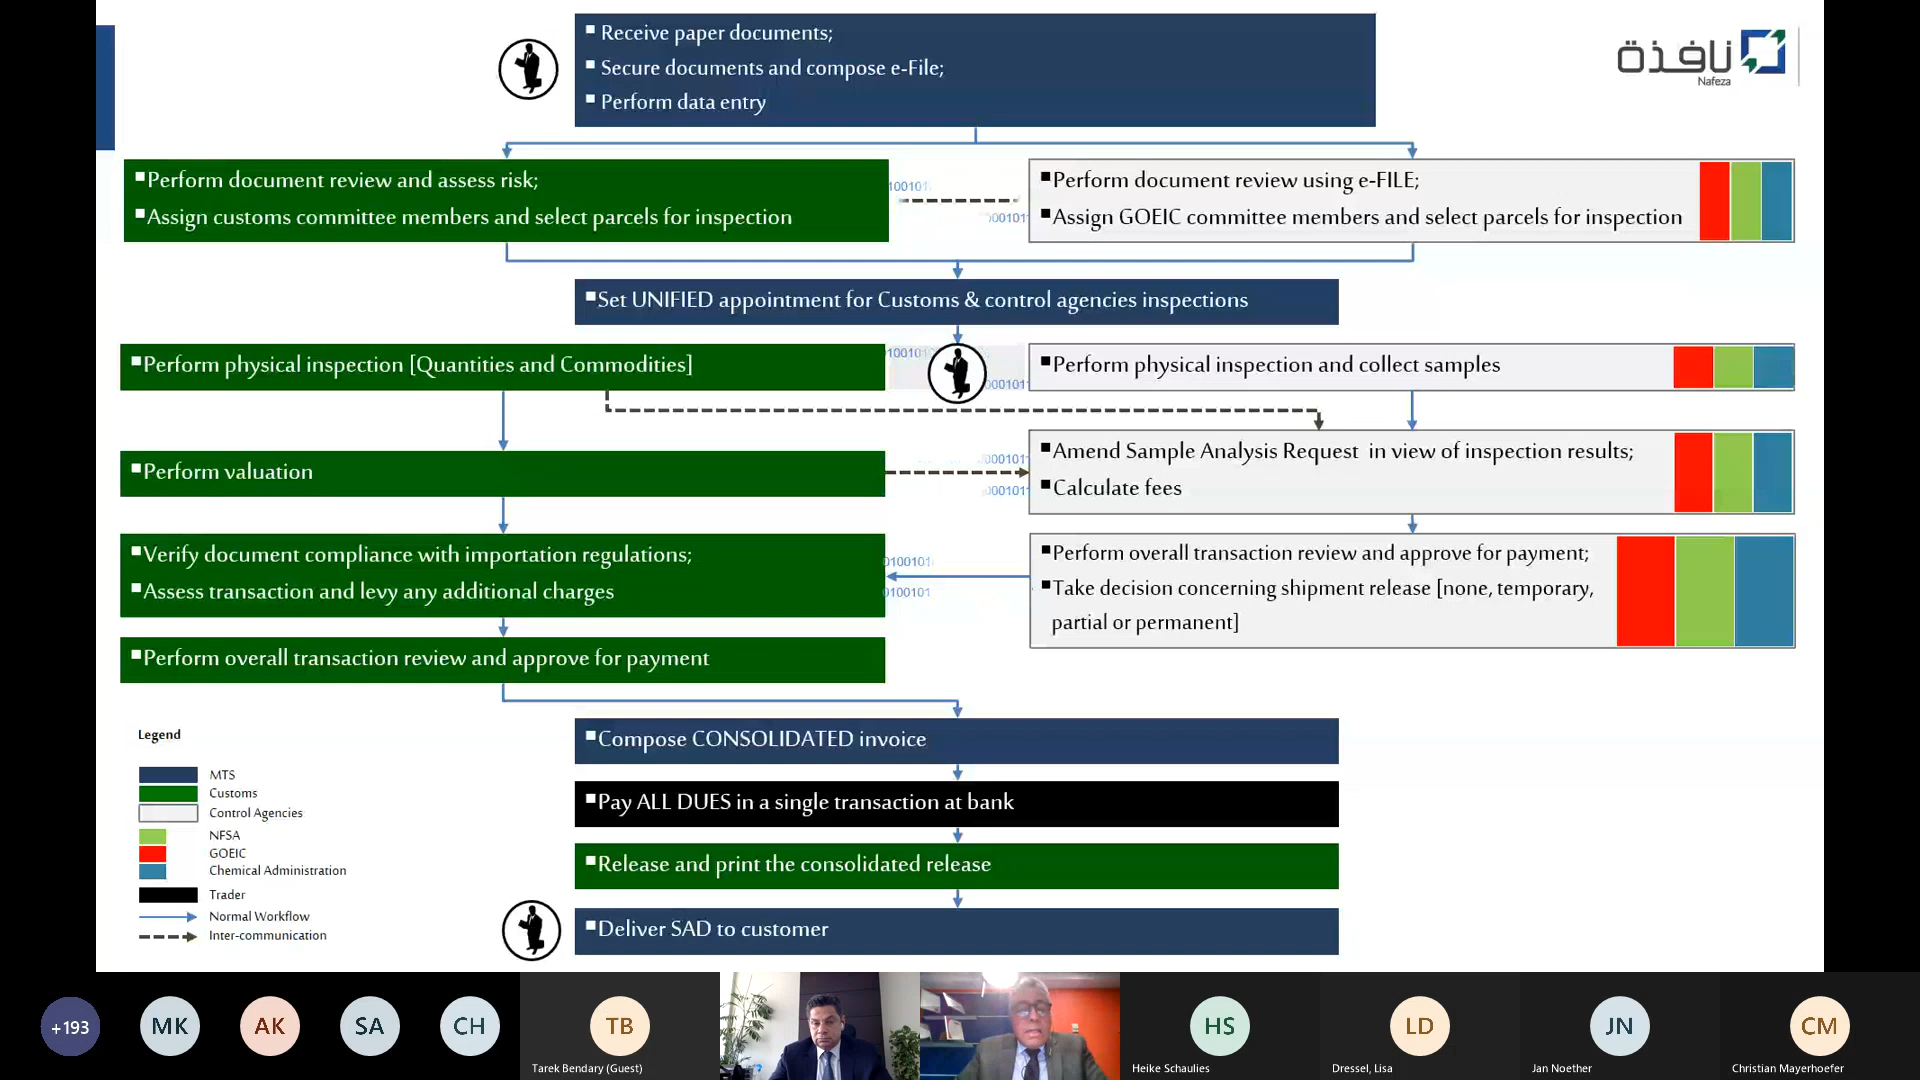 Receive paper documents;
Secure documents and compose e-File;
Perform data entry
نافذة
Nafeza
Perform document review and assess risk;
Assign customs committee members and select parcels for inspection
100101
00101
Perform document review using e-FILE;
Assign GOEIC committee members and select parcels for inspection
Set UNIFIED appointment for Customs & control agencies inspections
Perform physical inspection [Quantities and Commodities]
Perform physical inspection and collect samples
Amend Sample Analysis Request in view of inspection results;
Calculate fees
Perform valuation
Verify document compliance with importation regulations;
Assess transaction and levy any additional charges
Perform overall transaction review and approve for payment;
Take decision concerning shipment release [none, temporary,
partial or permanent]
Perform overall transaction review and approve for payment
Compose CONSOLIDATED invoice
Pay ALL DUES in a single transaction at bank
Release and print the consolidated release
Deliver SAD to customer
Legend
MTS
Customs
Control Agencies
NFSA
GOEIC
Chemical Administration
Trader
Normal Workflow
Inter-communication
+193
MK
AK
SA
CH
TB
Tarek Bendary (Guest)
HS
Heike Schaulies
LD
Dressel, Lisa
JN
Jan Noether
CM
Christian Mayerhoefer